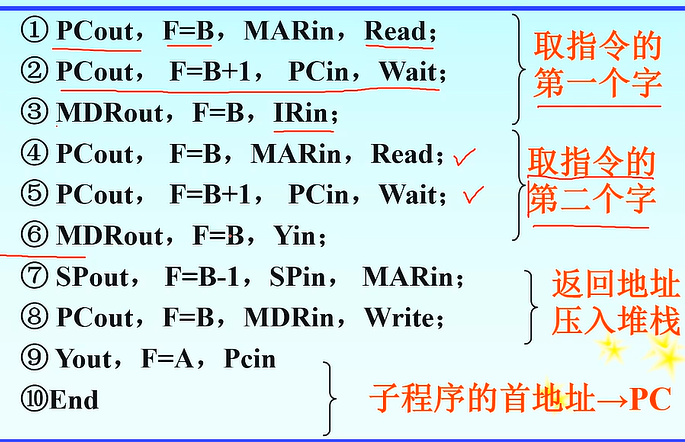 ① PCout，F=B，MARin，Read；
② PCout， F=B+1， PCin，Wait；
③ MDRout，F=B，IRin；
取指令的
第一个字
④ PCout， F=B，MARin，Read；
⑤ PCout， F=B+1， PCin，Wait；
⑥ MDRout，F=B，Yin；
取指令的
第二个字
⑦ SPout， F=B-1，SPin， MARin；
⑧ PCout，F=B，MDRin，Write；
返回地址
压入堆栈
⑨ Yout，F=A，Pcin
⑩End
子程序的首地址→PC